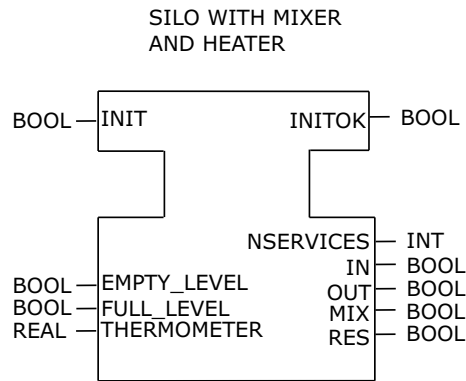 SILO WITH MIXER
AND HEATER
BOOL INIT INITOK BOOL
NSERVICES INT
IN BOOL
BOOL EMPTY_LEVEL OUT BOOL
BOOL FULL_LEVEL MIX BOOL
REAL THERMOMETER RES BOOL